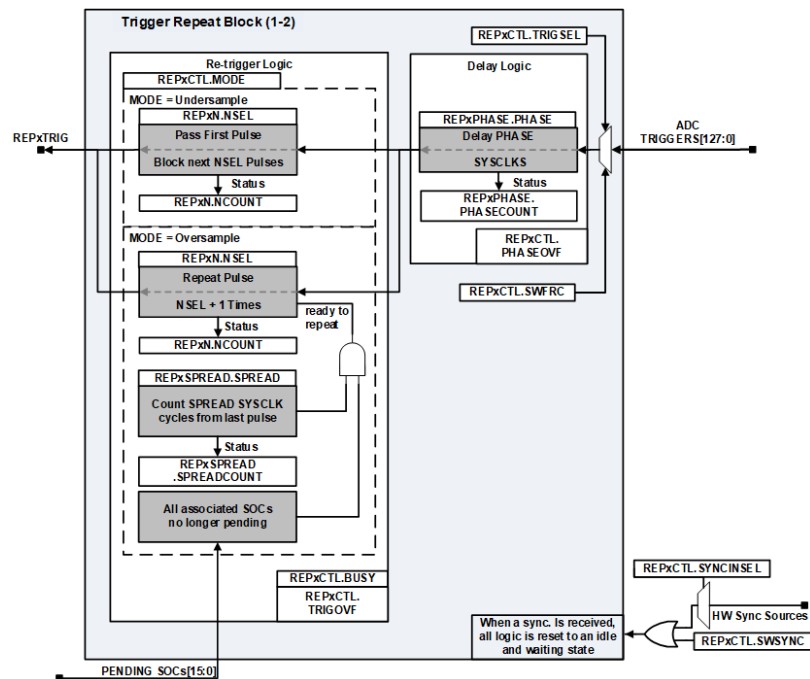 Trigger Repeat Block (1-2)
REPxCTL.TRIGSEL
Re-trigger Logic
REPxCTL.MODE
Delay Logic
MODE = Undersample
REPxN.NSEL
Pass First Pulse
Block next NSEL Pulses
Status
REPxN.NCOUNT
REPxTRIG
REPxPHASE.PHASE
Delay PHASE
SYSCLKS
Status
REPxPHASE.
PHASECOUNT
REPxCTL.
PHASEOVF
ADC
TRIGGERS[127:0]
REPxCTL.SWFRC
MODE = Oversample
REPxN.NSEL
Repeat Pulse
NSEL + 1 Times
ready to
repeat
Status
REPxN.NCOUNT
REPxSPREAD.SPREAD
Count SPREAD SYSCLK
cycles from last pulse
Status
REPxSPREAD
.SPREADCOUNT
All associated SOCs
no longer pending
REPxCTL.BUSY
REPxCTL.
TRIGOVF
REPxCTL.SYNCINSEL
HW Sync Sources
REPxCTL.SWSYNC
When a sync. Is received,
all logic is reset to an idle
and waiting state
PENDING SOCs[15:0]